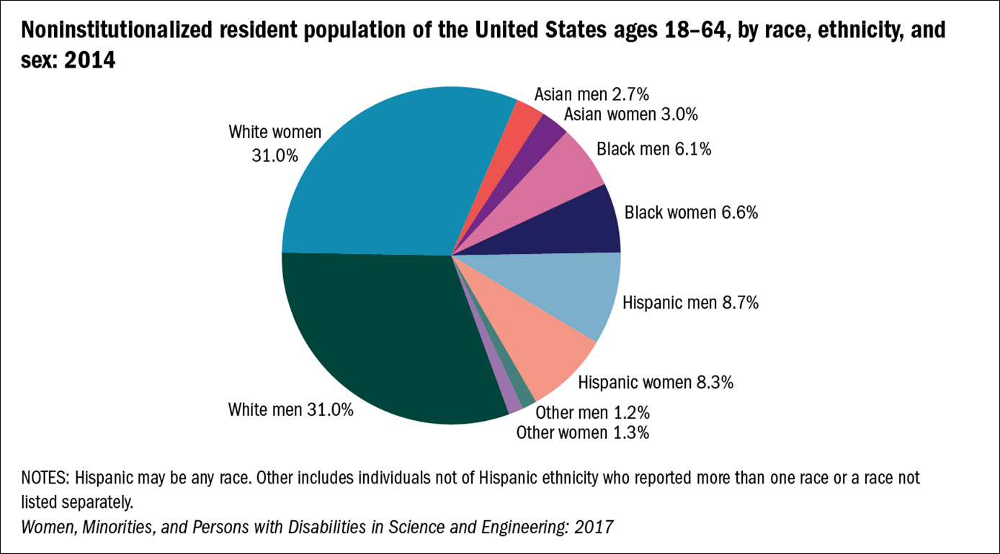 Noninstitutionalized resident population of the United States ages 18–64, by race, ethnicity, and
sex: 2014
Asian men 2.7%
Asian women 3.0%
White women
31.0%
Black men 6.1%
Black women 6.6%
Hispanic men 8.7%
Hispanic women 8.3%
White men 31.0%
Other men 1.2%
Other women 1.3%
NOTES: Hispanic may be any race. Other includes individuals not of Hispanic ethnicity who reported more than one race or a race not
listed separately.
Women, Minorities, and Persons with Disabilities in Science and Engineering: 2017